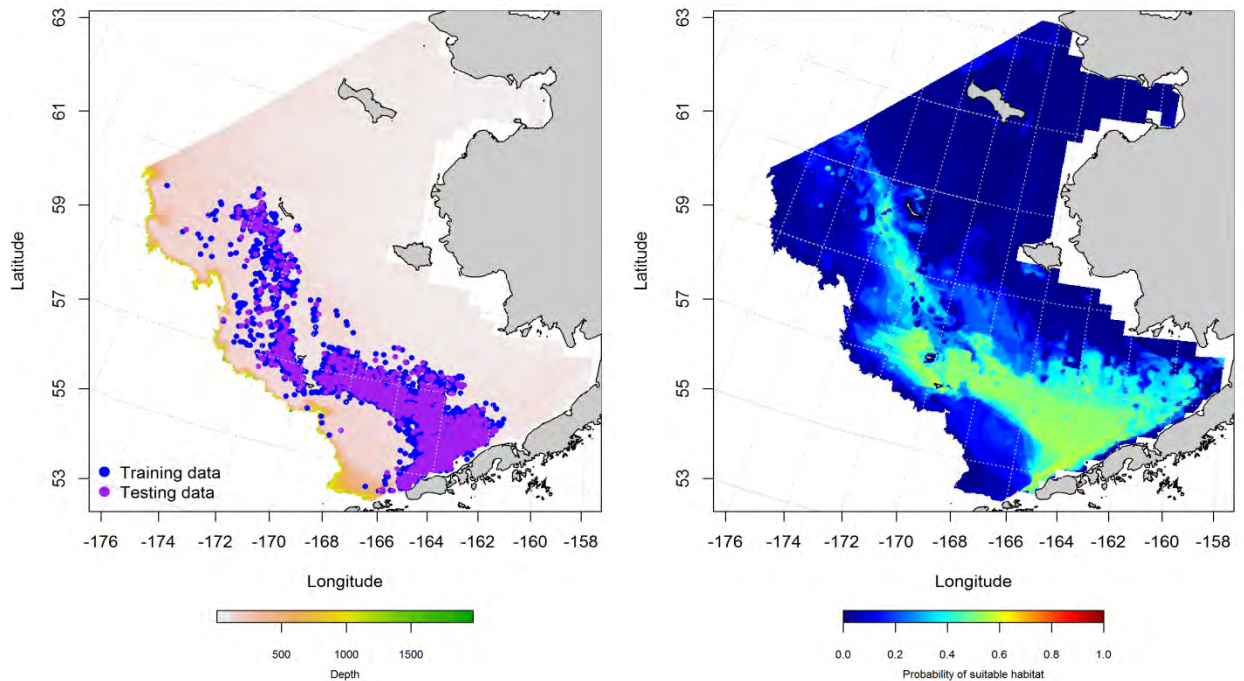 63
61
59
57
55
53
Latitude
Training data
Testing data
-176 -174 -172 -170 -168 -166 -164 -162 -160 -158
Longitude
500 1000 1500
Depth
63
61
59
57
55
53
Latitude
-176 -174 -172 -170 -168 -166 -164 -162 -160 -158
Longitude
0.0 0.2 0.4 0.6 0.8 1.0
Probability of suitable habitat